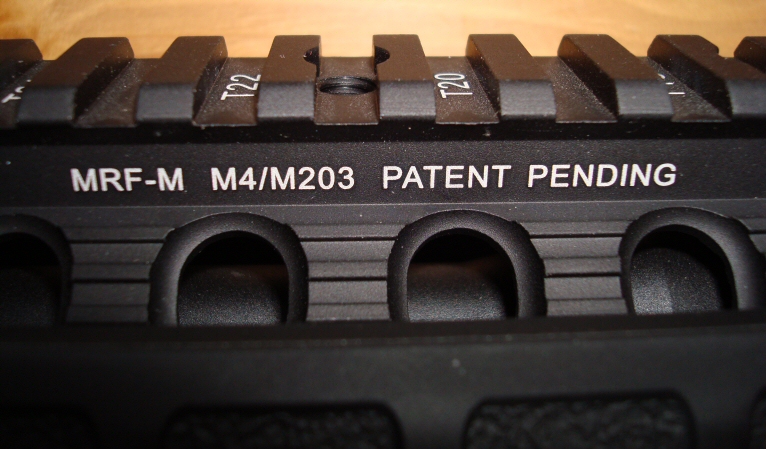 T22 T20
MRF-M M4/M203 PATENT PENDING